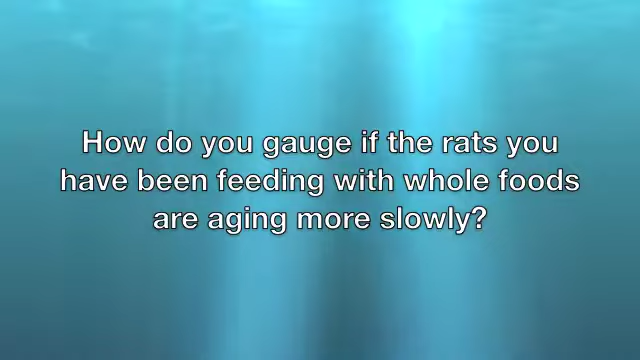 How do you gauge if the rats you
have been feeding with whole foods
are aging more slowly?